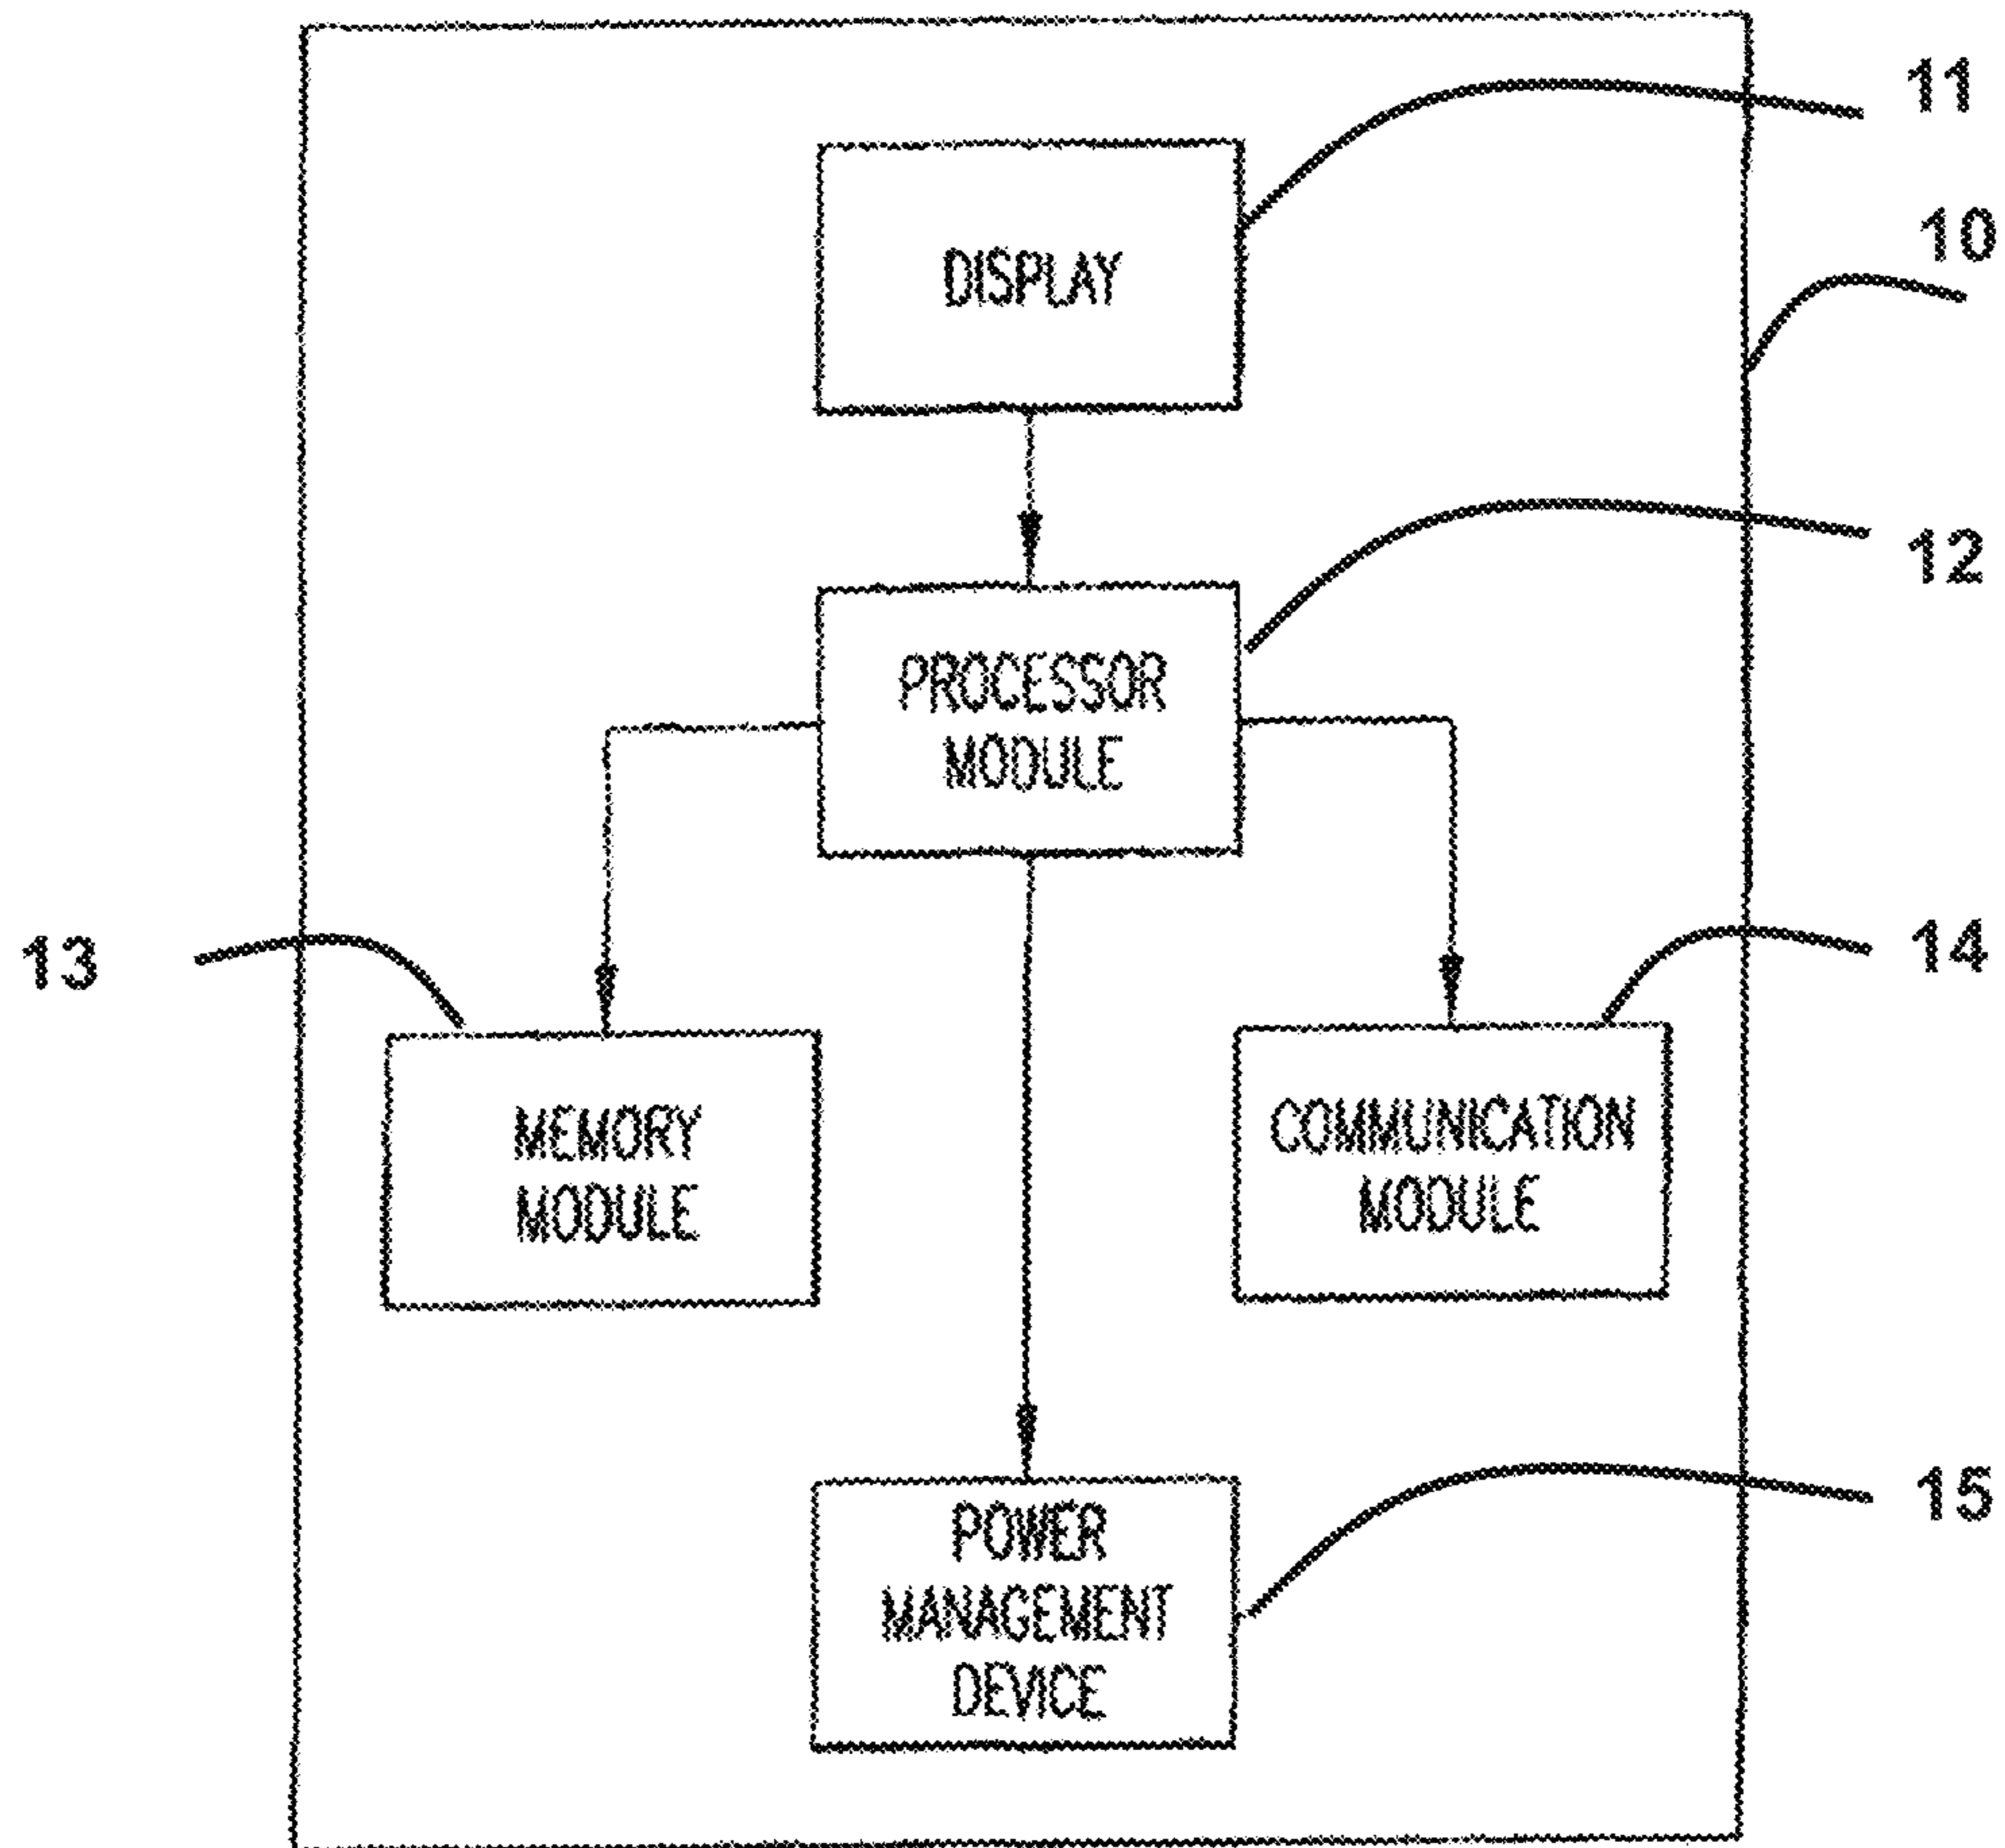 11
DISPLAY
10
12
PROCESSOR
MODULE
13
14
MEMORY
MODULE
COMMUNICATION
MODULE
15
POWER
MANAGEMENT
DEVICE